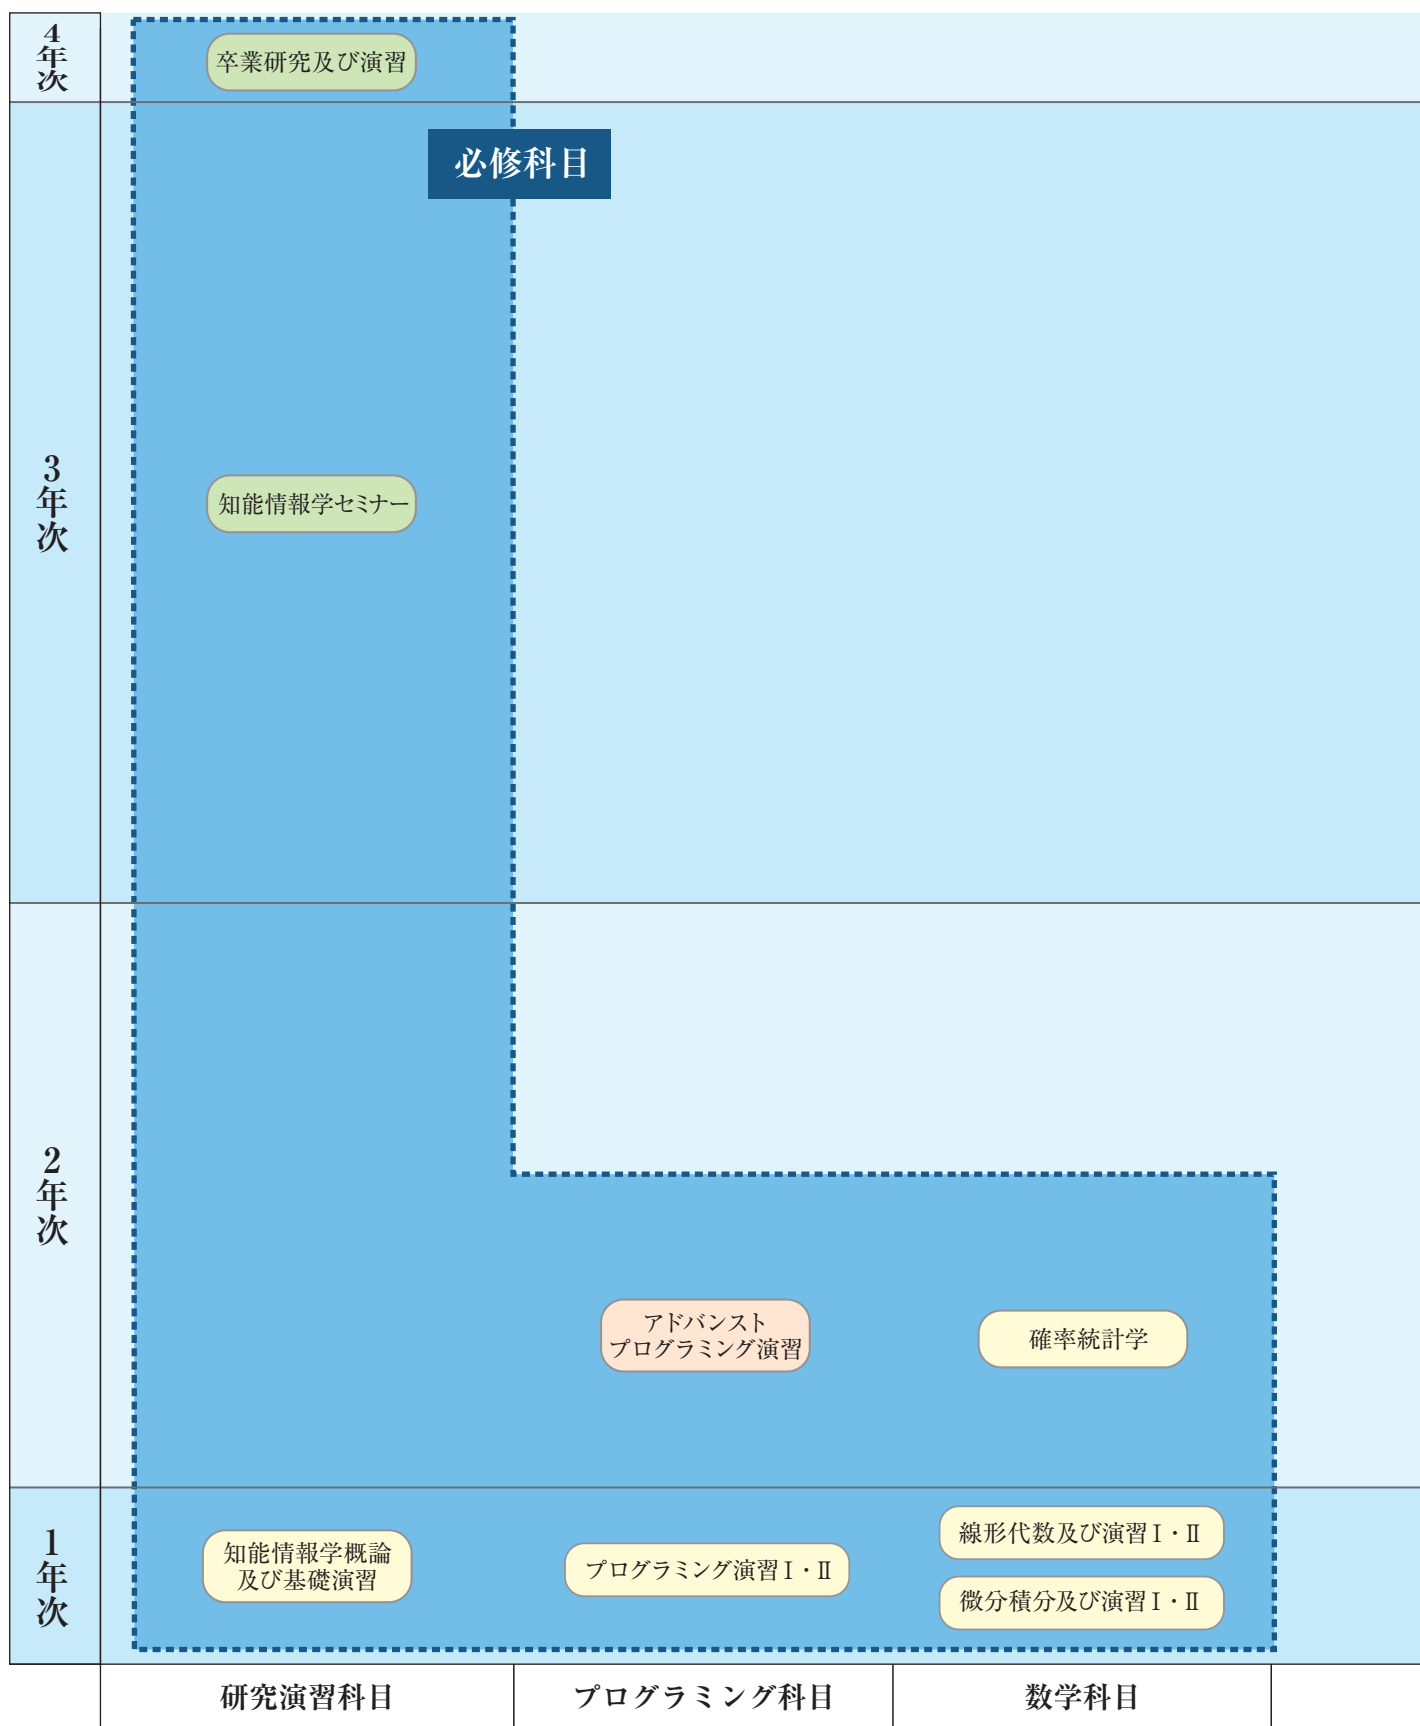 4年次
卒業研究及び演習
必修科目
3年次
知能情報学セミナー
2年次
アドバンスト
プログラミング演習
確率統計学
1年次
知能情報学概論
及び基礎演習
プログラミング演習Ⅰ・Ⅱ
線形代数及び演習Ⅰ・Ⅱ
微分積分及び演習Ⅰ・Ⅱ
研究演習科目
プログラミング科目
数学科目